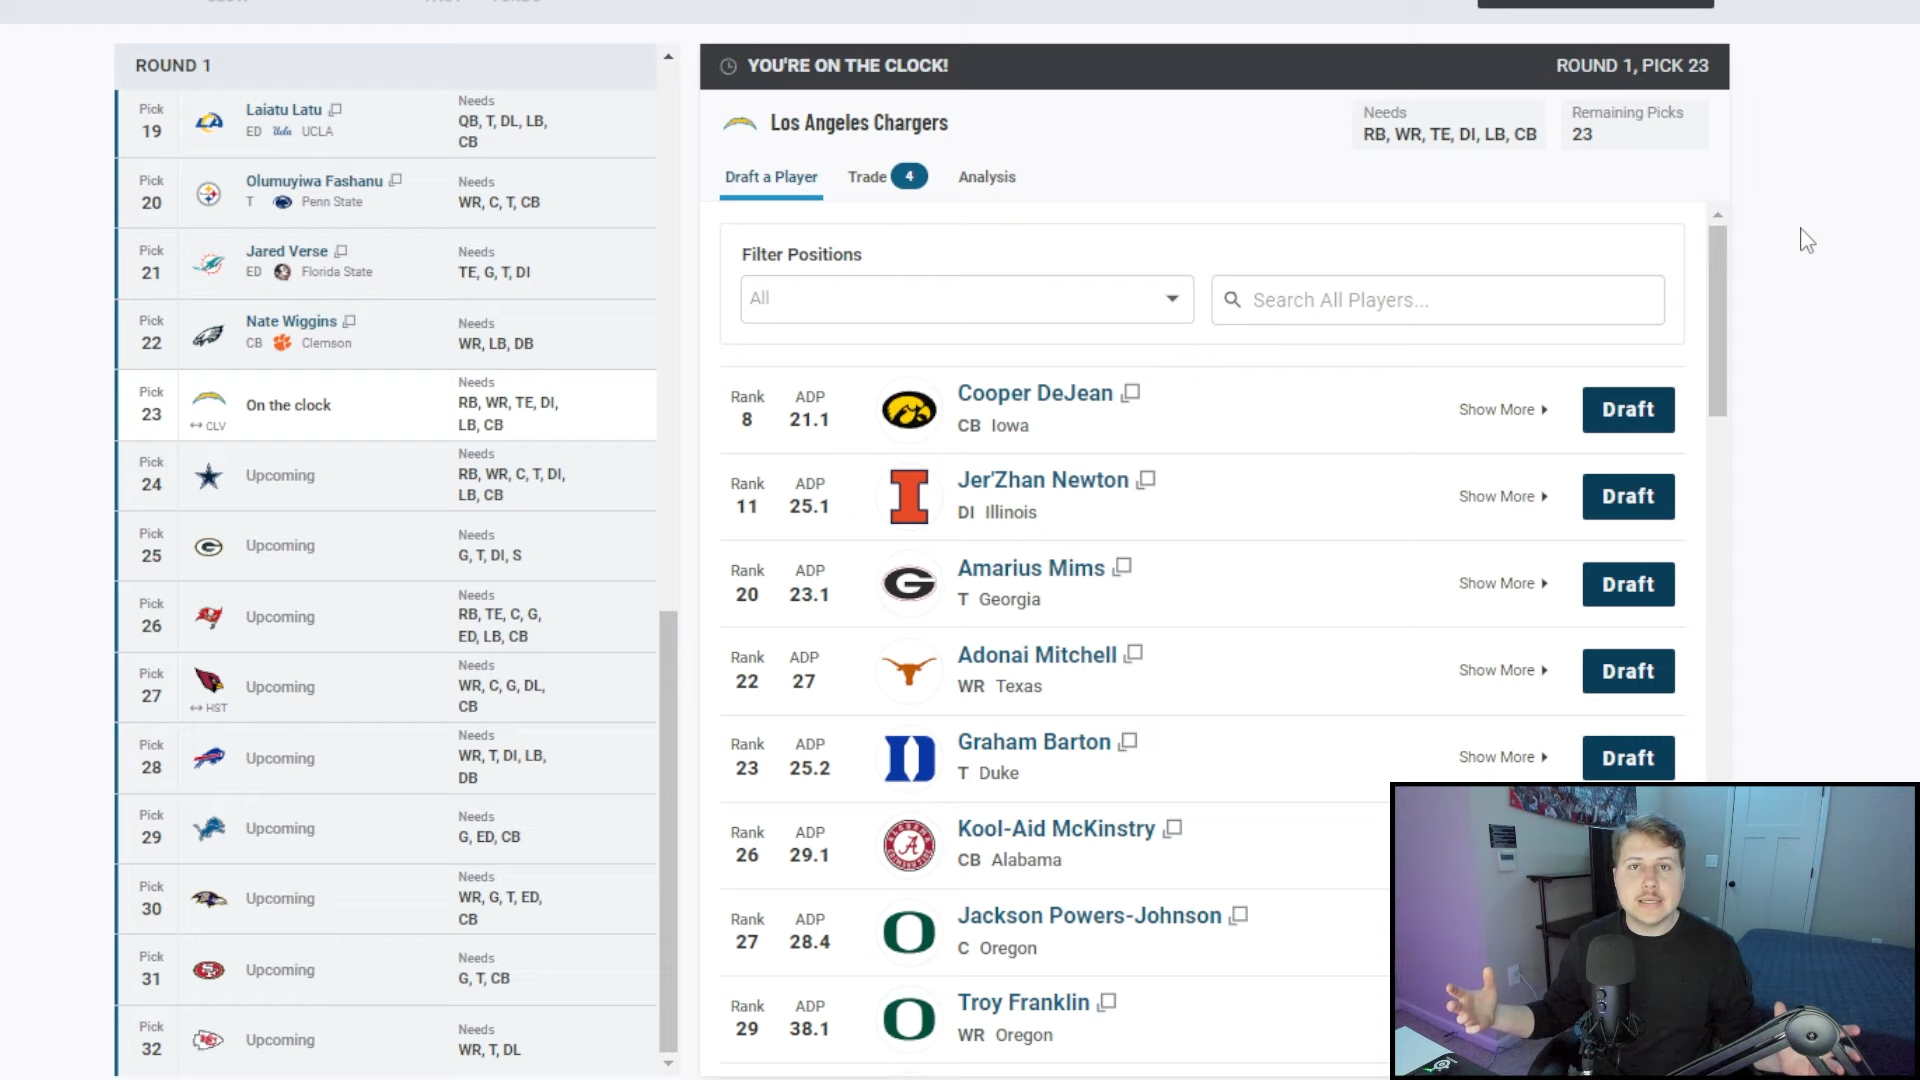 ROUND 1
Pick
19
Laiatu Latu
ED UCLA
Needs
QB, T, DL, LB,
CB
Pick
20
Olumuyiwa Fashanu
T Penn State
Needs
WR, C, T, CB
Pick
21
Jared Verse
ED Florida State
Needs
TE, G, T, DI
Pick
22
Nate Wiggins
CB Clemson
Needs
WR, LB, DB
Pick
23
↔ CLV
On the clock
Needs
RB, WR, TE, DI,
LB, CB
Pick
24
Upcoming
Needs
RB, WR, C, T, DI,
LB, CB
Pick
25
Upcoming
Needs
G, T, DI, S
Pick
26
Upcoming
Needs
RB, TE, C, G,
ED, LB, CB
Pick
27
↔ HST
Upcoming
Needs
WR, C, G, DL,
CB
Pick
28
Upcoming
Needs
WR, T, DI, LB,
DB
Pick
29
Upcoming
Needs
G, ED, CB
Pick
30
Upcoming
Needs
WR, G, T, ED,
CB
Pick
31
Upcoming
Needs
G, T, CB
Pick
32
Upcoming
Needs
WR, T, DL
YOU'RE ON THE CLOCK!
ROUND 1, PICK 23
Los Angeles Chargers
Needs
RB, WR, TE, DI, LB, CB
Remaining Picks
23
Draft a Player
Trade 4
Analysis
Filter Positions
All
Search All Players...
Rank ADP
8 21.1
Cooper DeJean
CB Iowa
Show More
Draft
Rank ADP
11 25.1
Jer'Zhan Newton
DI Illinois
Show More
Draft
Rank ADP
20 23.1
Amarius Mims
T Georgia
Show More
Draft
Rank ADP
22 27
Adonai Mitchell
WR Texas
Show More
Draft
Rank ADP
23 25.2
Graham Barton
T Duke
Show More
Draft
Rank ADP
26 29.1
Kool-Aid McKinstry
CB Alabama
Rank ADP
27 28.4
Jackson Powers-Johnson
C Oregon
Rank ADP
29 38.1
Troy Franklin
WR Oregon